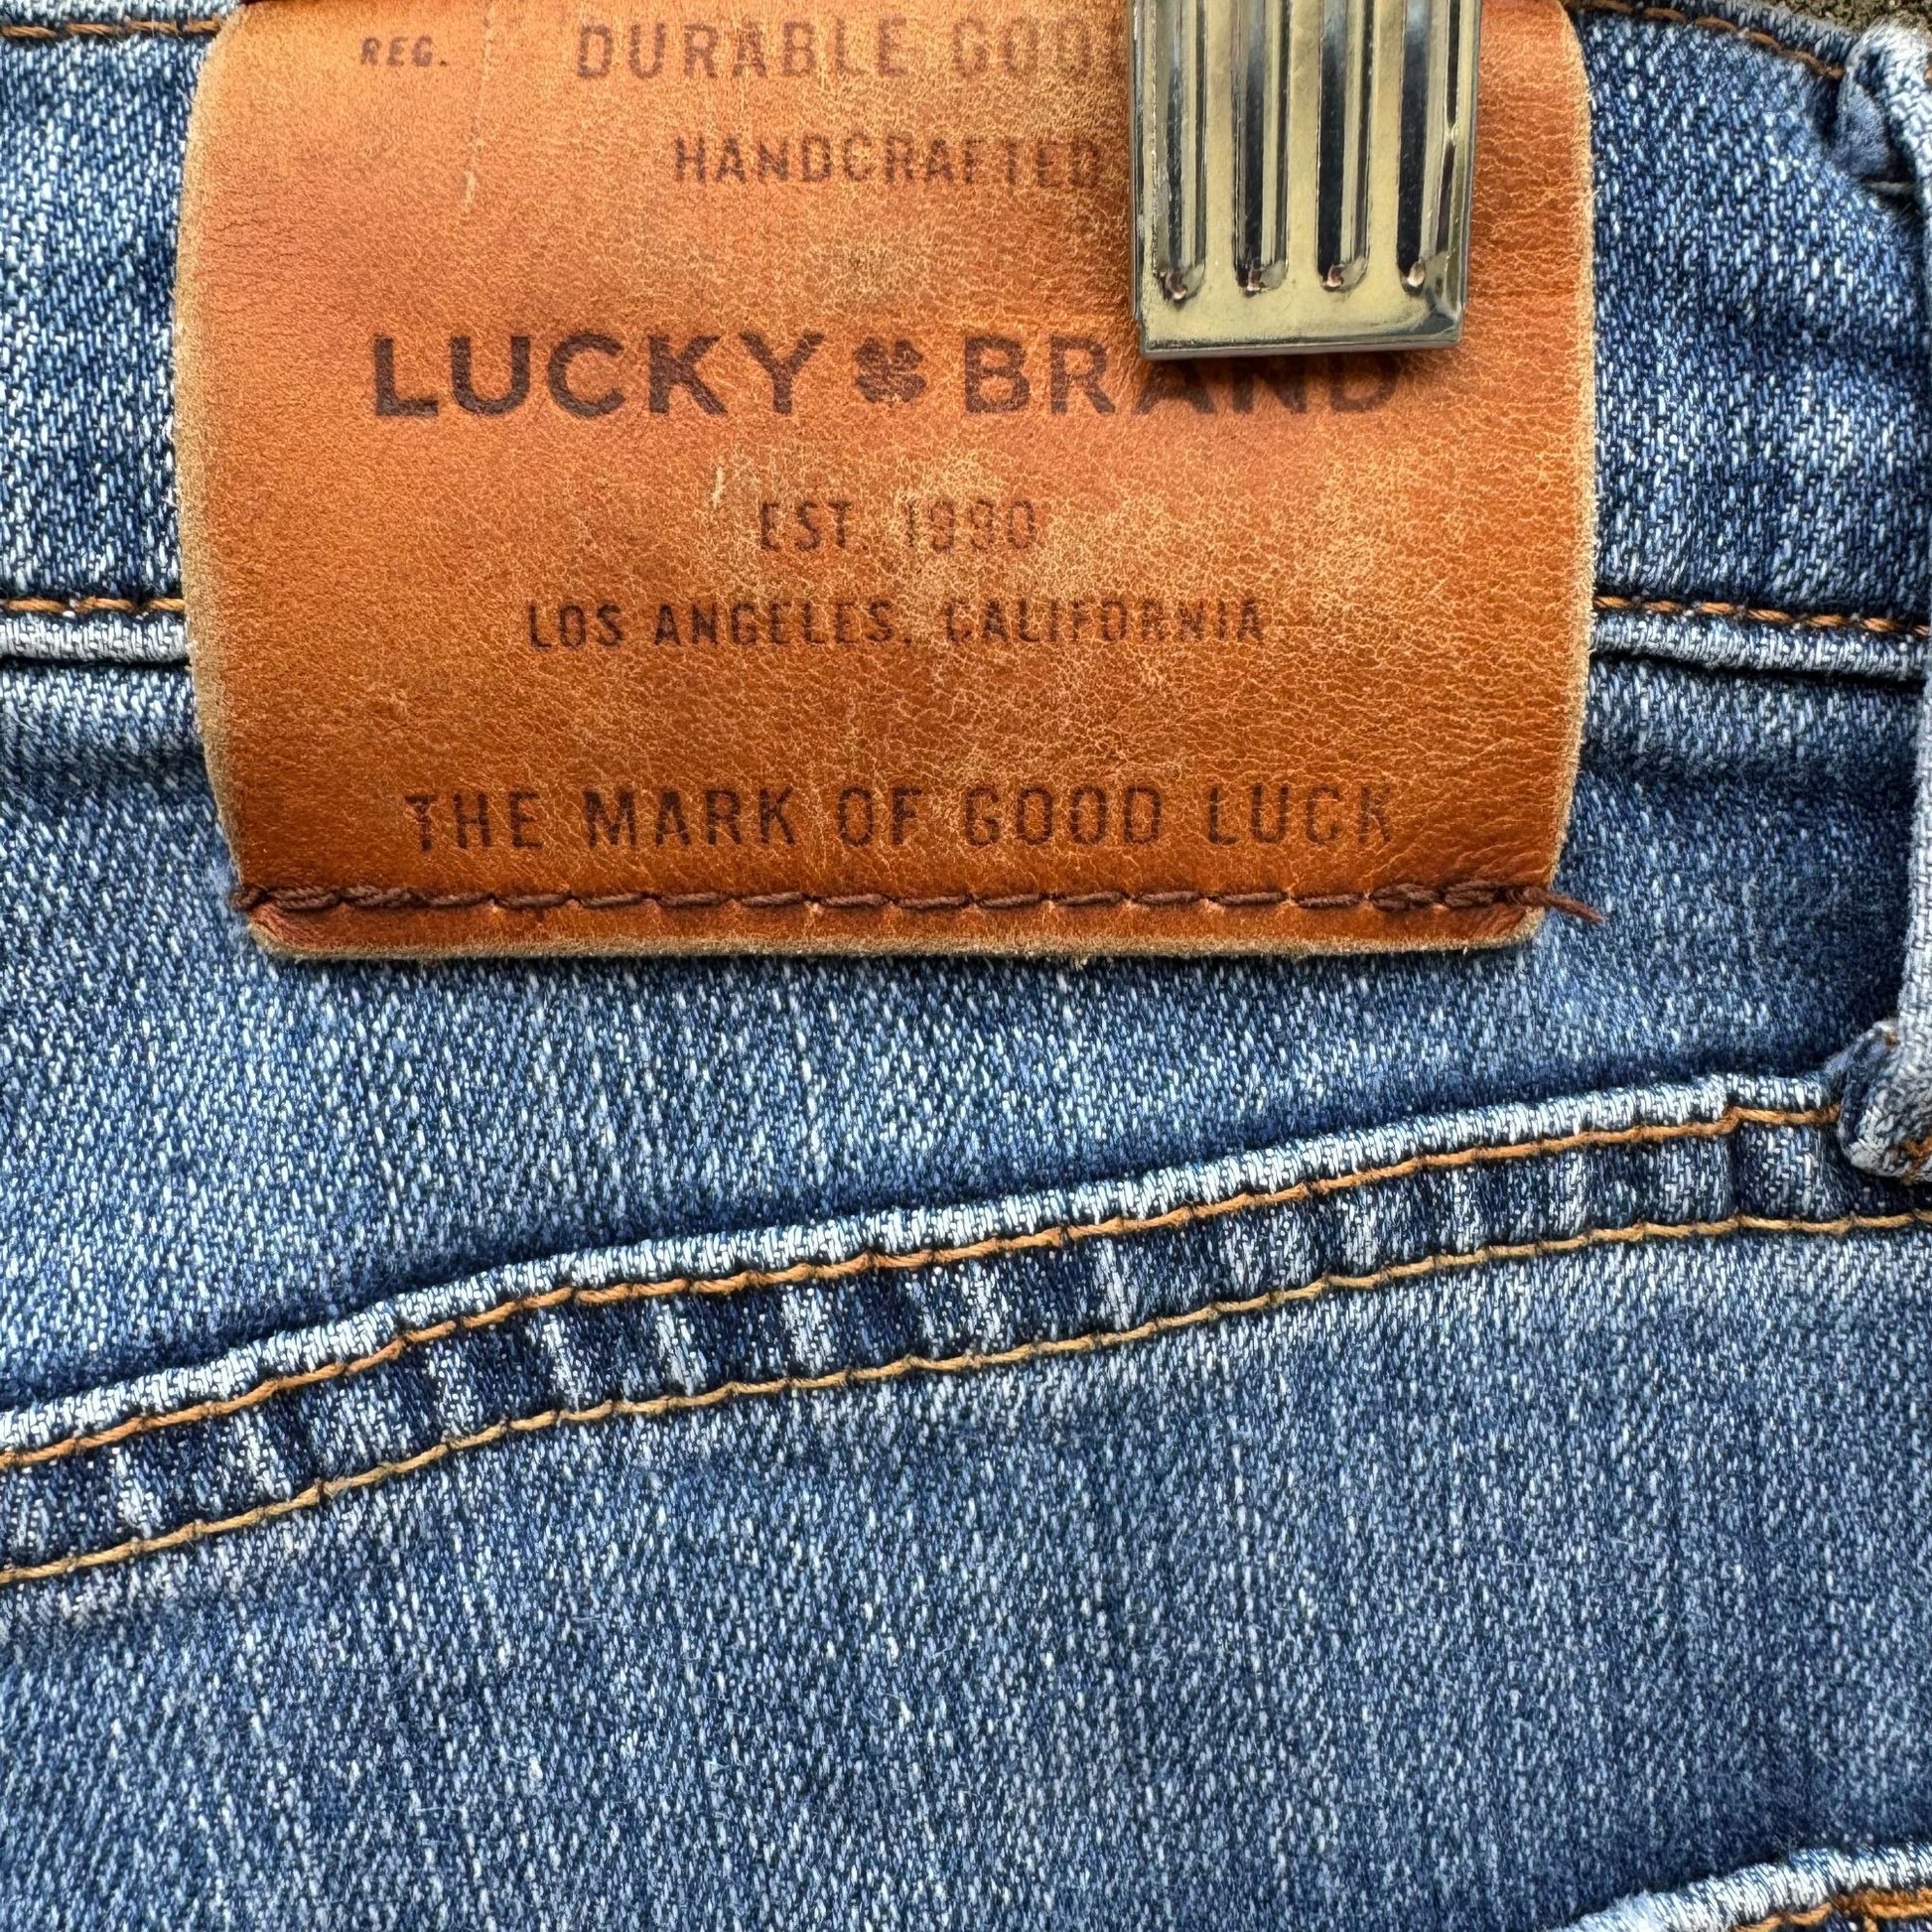 REG. DURABLE GOO
HANDCRAFTED
LUCKY BRAND
EST. 1990
LOS ANGELES, CALIFORNIA
THE MARK OF GOOD LUCK